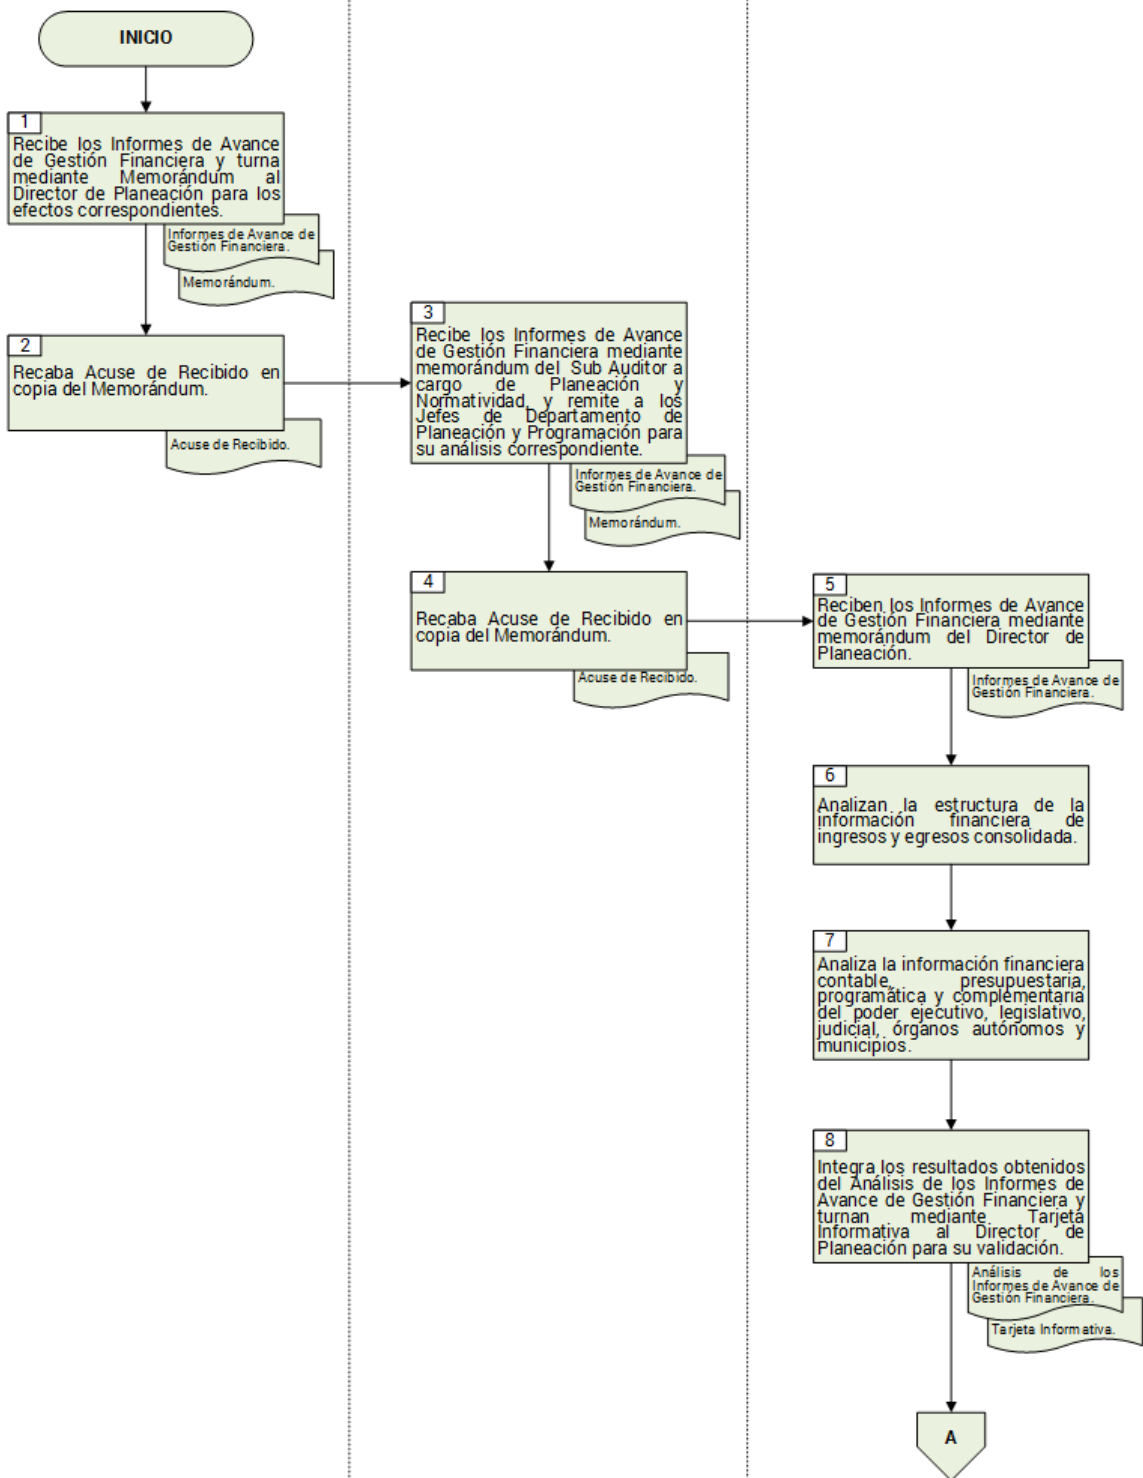 INICIO
1
Recibe los Informes de Avance
de Gestión Financiera y turna
mediante Memorándum al
Director de Planeación para los
efectos correspondientes.
Informes de Avance de
Gestión Financiera.
Memorándum.
2
Recaba Acuse de Recibido en
copia del Memorándum.
Acuse de Recibido.
3
Recibe los Informes de Avance
de Gestión Financiera mediante
memorándum del Sub Auditor a
cargo de Planeación y
Normatividad, y remite a los
Jefes de Departamento de
Planeación y Programación para
su análisis correspondiente.
Informes de Avance de
Gestión Financiera.
Memorándum.
4
Recaba Acuse de Recibido en
copia del Memorándum.
Acuse de Recibido.
5
Reciben los Informes de Avance
de Gestión Financiera mediante
memorándum del Director de
Planeación.
Informes de Avance de
Gestión Financiera.
6
Analizan la estructura de la
información financiera de
ingresos y egresos consolidada.
7
Analiza la información financiera
contable, presupuestaria,
programática y complementaria
del poder ejecutivo, legislativo,
judicial, órganos autónomos y
municipios.
8
Integra los resultados obtenidos
del Análisis de los Informes de
Avance de Gestión Financiera y
turnan mediante Tarjeta
Informativa al Director de
Planeación para su validación.
Análisis de los
Informes de Avance de
Gestión Financiera.
Tarjeta Informativa.
A